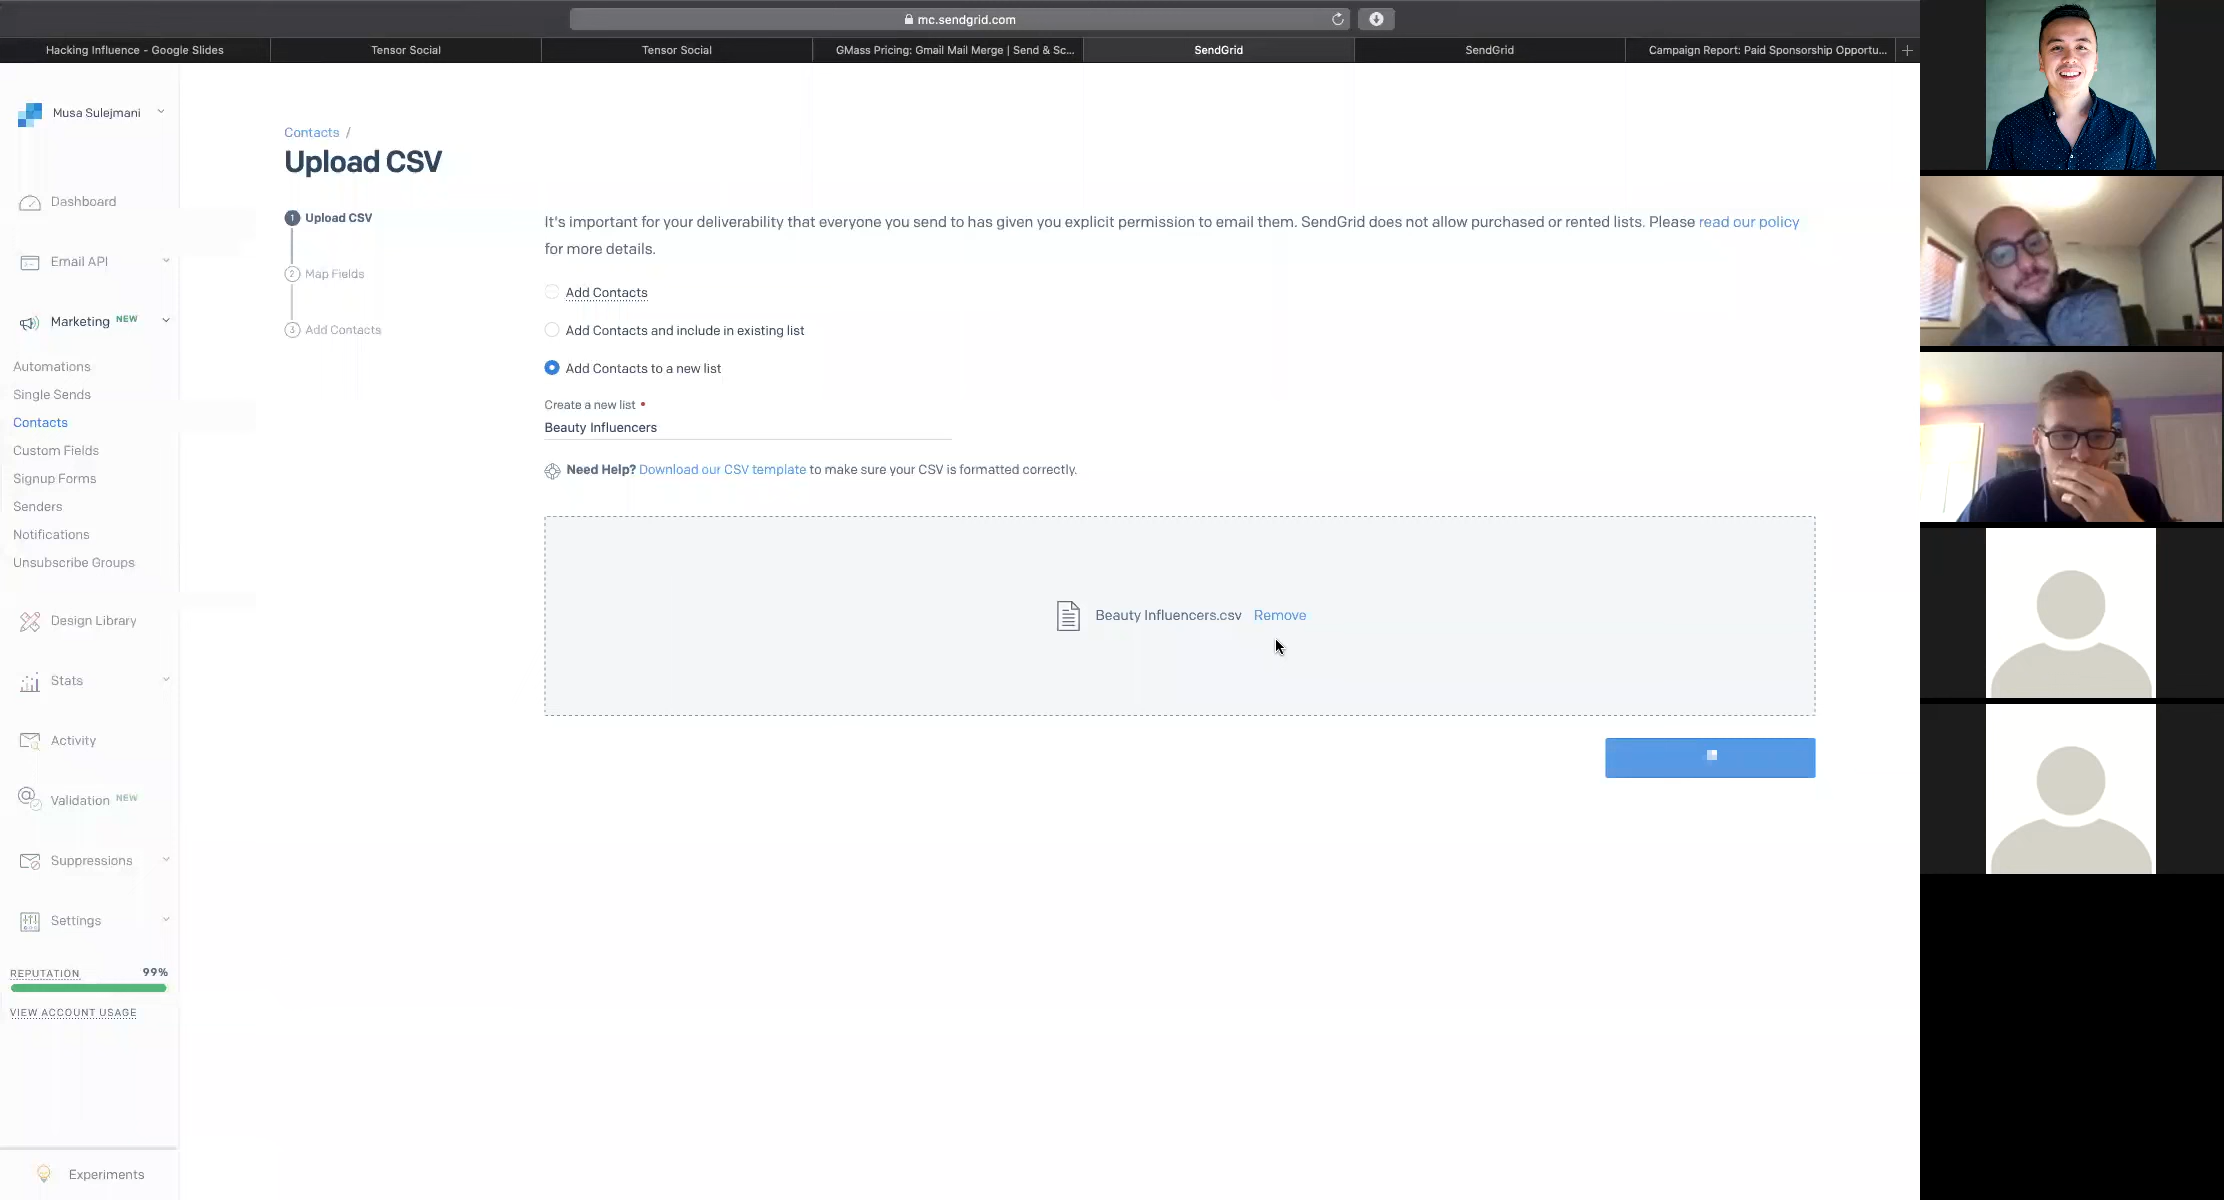 mc.sendgrid.com
Hacking Influence - Google Slides
Tensor Social
Tensor Social
GMass Pricing: Gmail Mail Merge | Send & Sc...
SendGrid
SendGrid
Campaign Report: Paid Sponsorship Opportu...
Musa Sulejmani
Dashboard
Email API
Marketing NEW
Automations
Single Sends
Contacts
Custom Fields
Signup Forms
Senders
Notifications
Unsubscribe Groups
Design Library
Stats
Activity
Validation NEW
Suppressions
Settings
REPUTATION 99%
VIEW ACCOUNT USAGE
Experiments
Contacts /
Upload CSV
1 Upload CSV
2 Map Fields
3 Add Contacts
It's important for your deliverability that everyone you send to has given you explicit permission to email them. SendGrid does not allow purchased or rented lists. Please read our policy
for more details.
Add Contacts
Add Contacts and include in existing list
Add Contacts to a new list
Create a new list •
Beauty Influencers
Need Help? Download our CSV template to make sure your CSV is formatted correctly.
Beauty Influencers.csv Remove